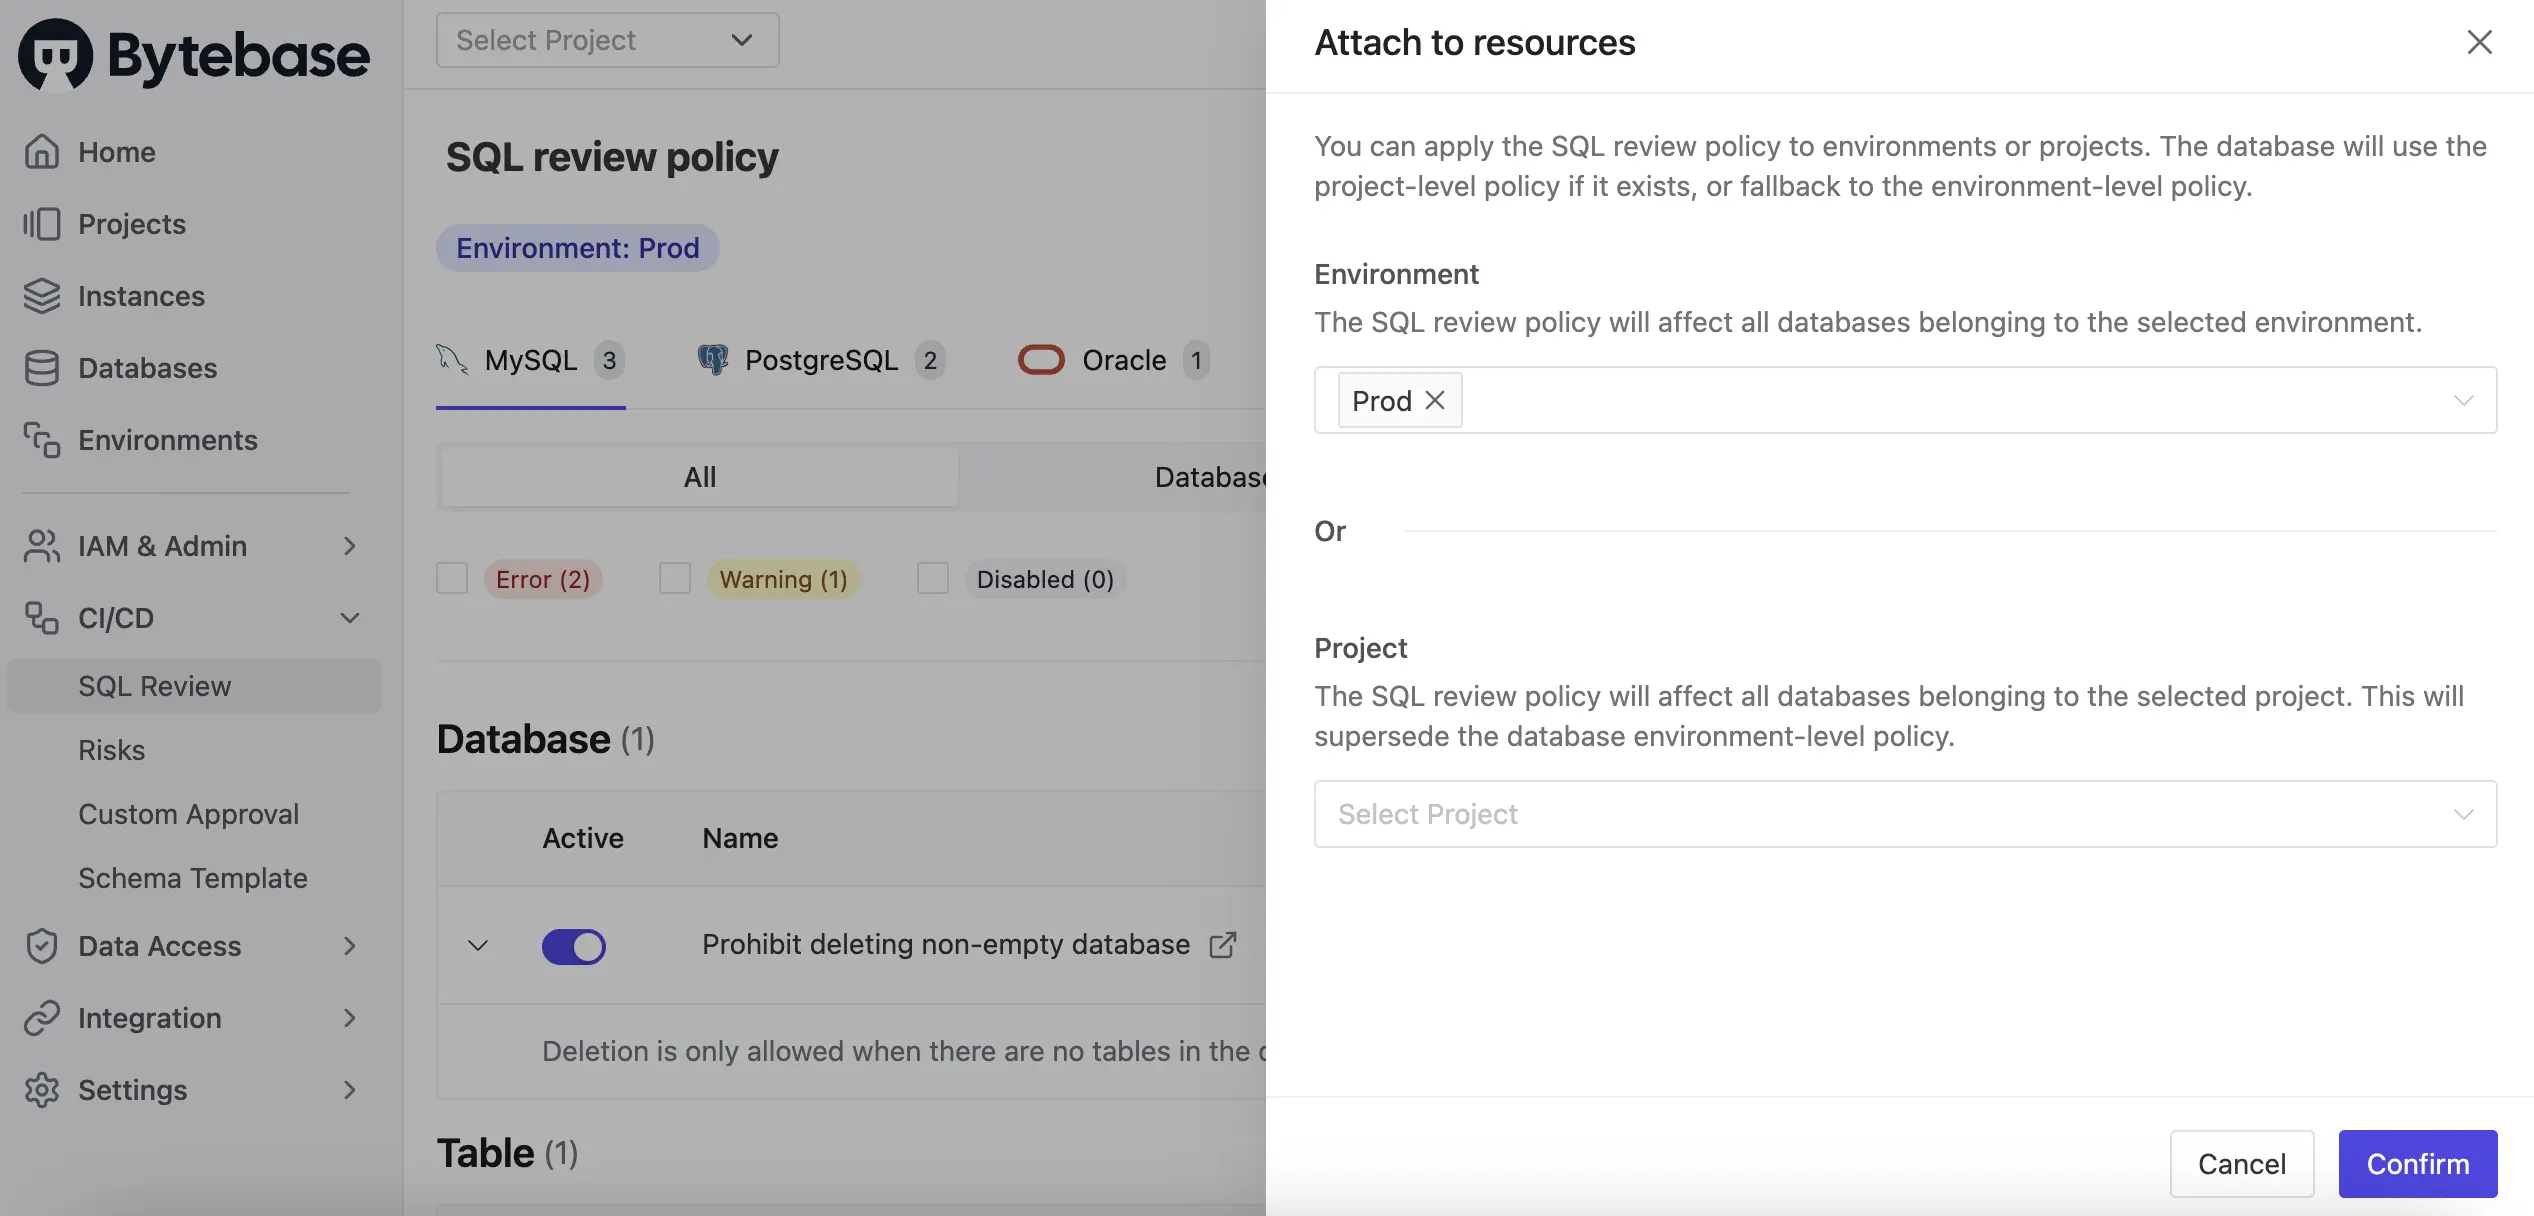 Bytebase
Home
Projects
Instances
Databases
Environments
IAM & Admin
CI/CD
SQL Review
Risks
Custom Approval
Schema Template
Data Access
Integration
Settings
Select Project
SQL review policy
Environment: Prod
MySQL 3
PostgreSQL 2
Oracle 1
All
Database
Error (2)
Warning (1)
Disabled (0)
Database (1)
Active
Name
Prohibit deleting non-empty database
Deletion is only allowed when there are no tables in the
Table (1)
Attach to resources
You can apply the SQL review policy to environments or projects. The database will use the
project-level policy if it exists, or fallback to the environment-level policy.
Environment
The SQL review policy will affect all databases belonging to the selected environment.
Prod
Or
Project
The SQL review policy will affect all databases belonging to the selected project. This will
supersede the database environment-level policy.
Select Project
Cancel
Confirm